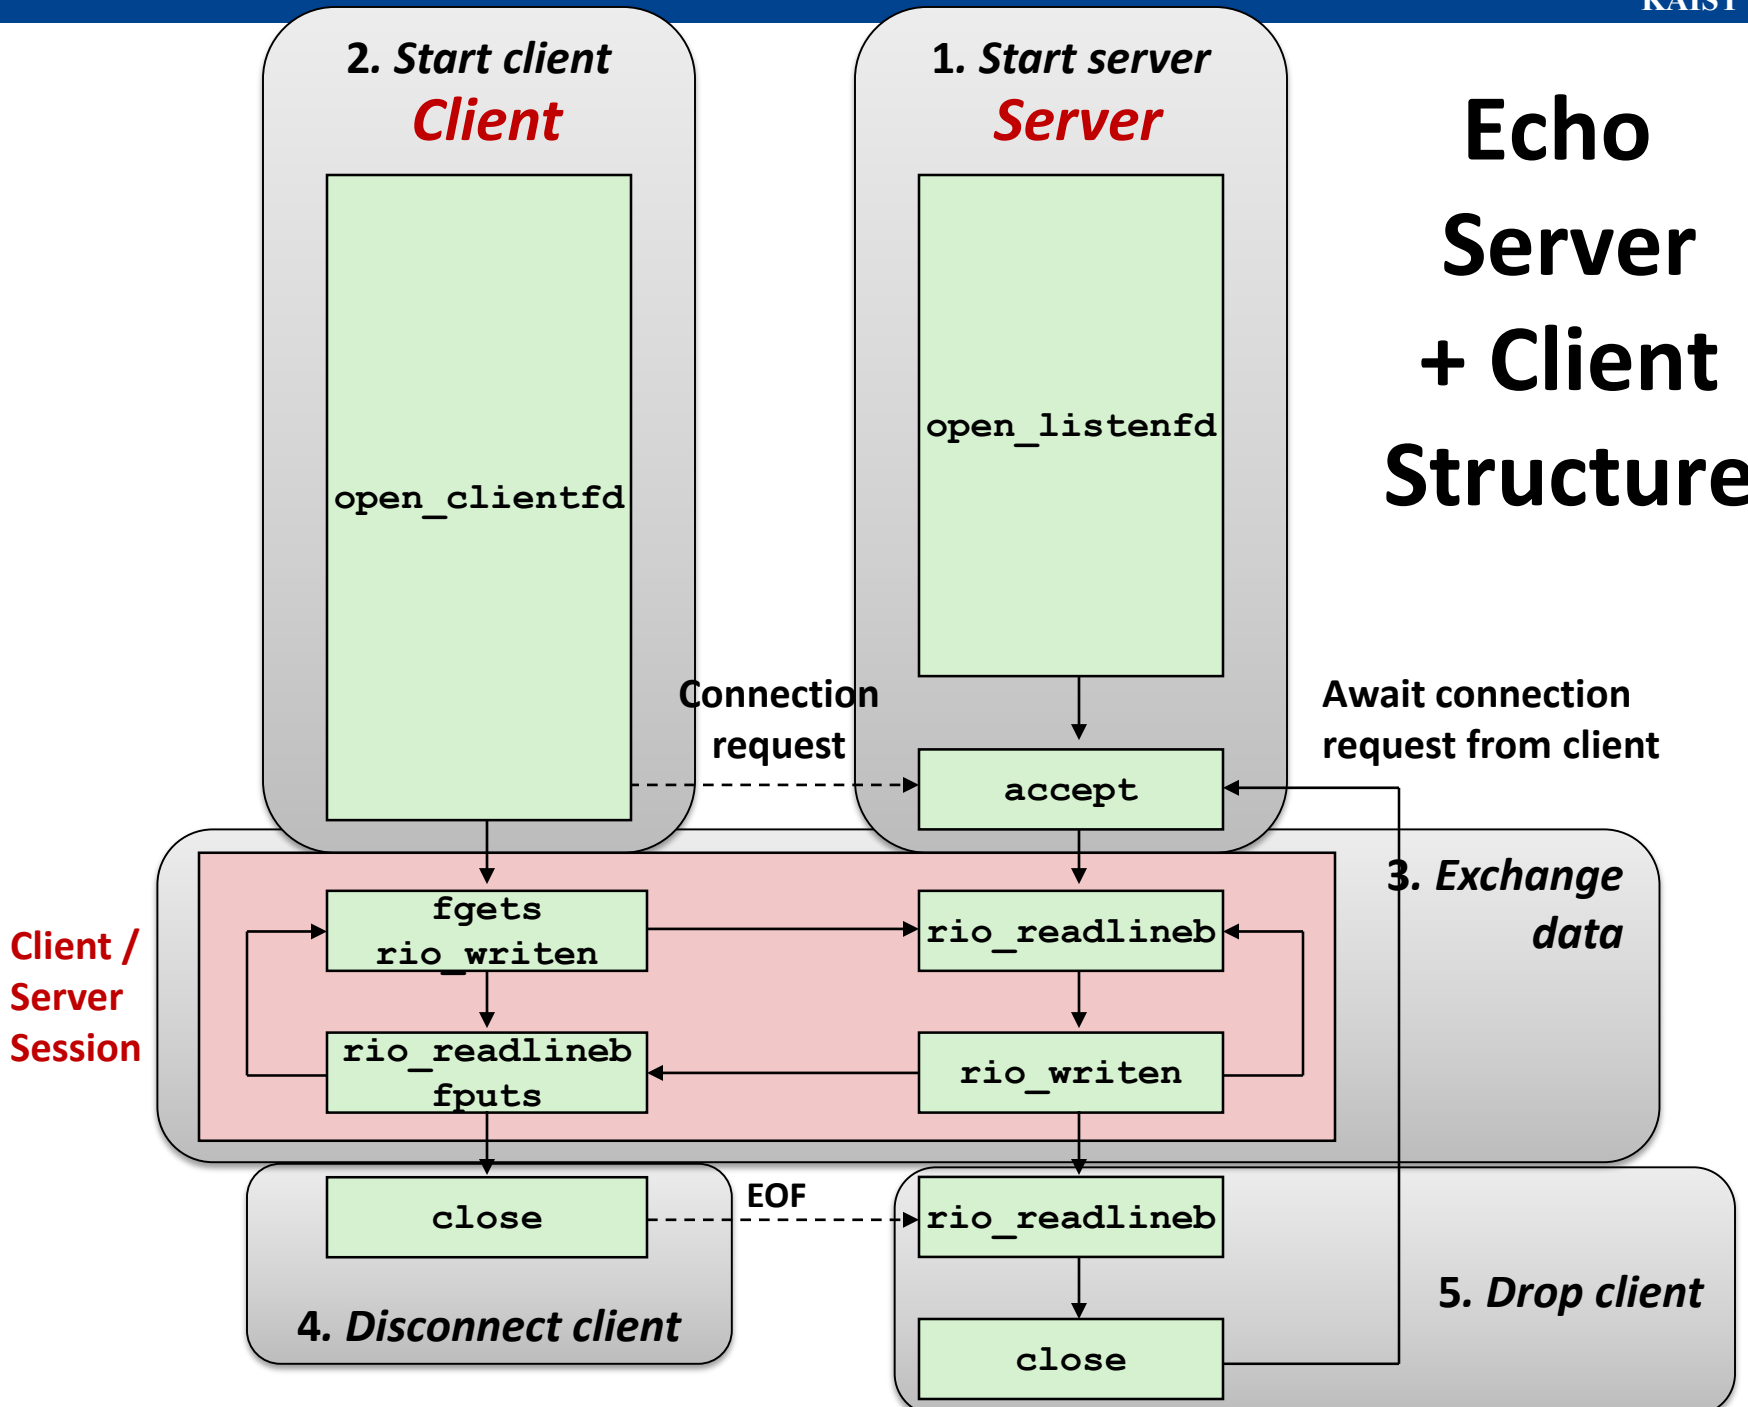 KAIST
2. Start client
Client
1. Start server
Server
Echo
Server
+ Client
Structure
open_clientfd
open_listenfd
Connection
request
Await connection
request from client
accept
3. Exchange
data
Client /
Server
Session
fgets
rio_writen
rio_readlineb
rio_readlineb
fputs
rio_writen
close
EOF
rio_readlineb
4. Disconnect client
5. Drop client
close